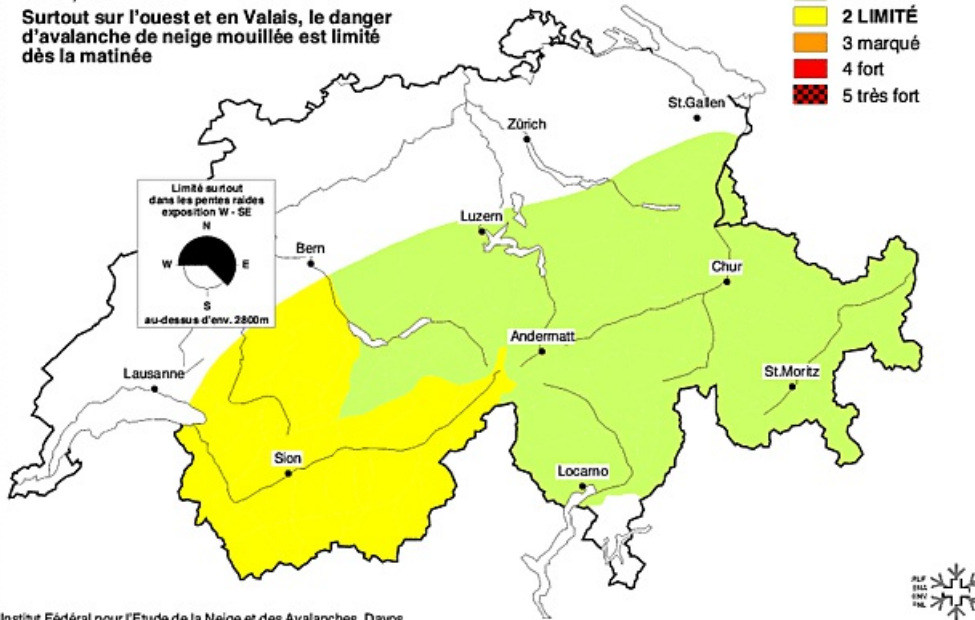 Surtout sur l'ouest et en Valais, le danger
d'avalanche de neige mouillée est limité
dès la matinée
2 LIMITÉ
3 marqué
4 fort
5 très fort
St.Gallen
Zürich
Limité surtout
dans les pentes raides
exposition W - SE
N
W E
S
au-dessus d'env. 2800m
Luzern
Bern
Chur
Andermatt
Lausanne
St.Moritz
Sion
Locarno
SLF
Institut Fédéral pour l'Etude de la Neige et des Avalanches, Davos